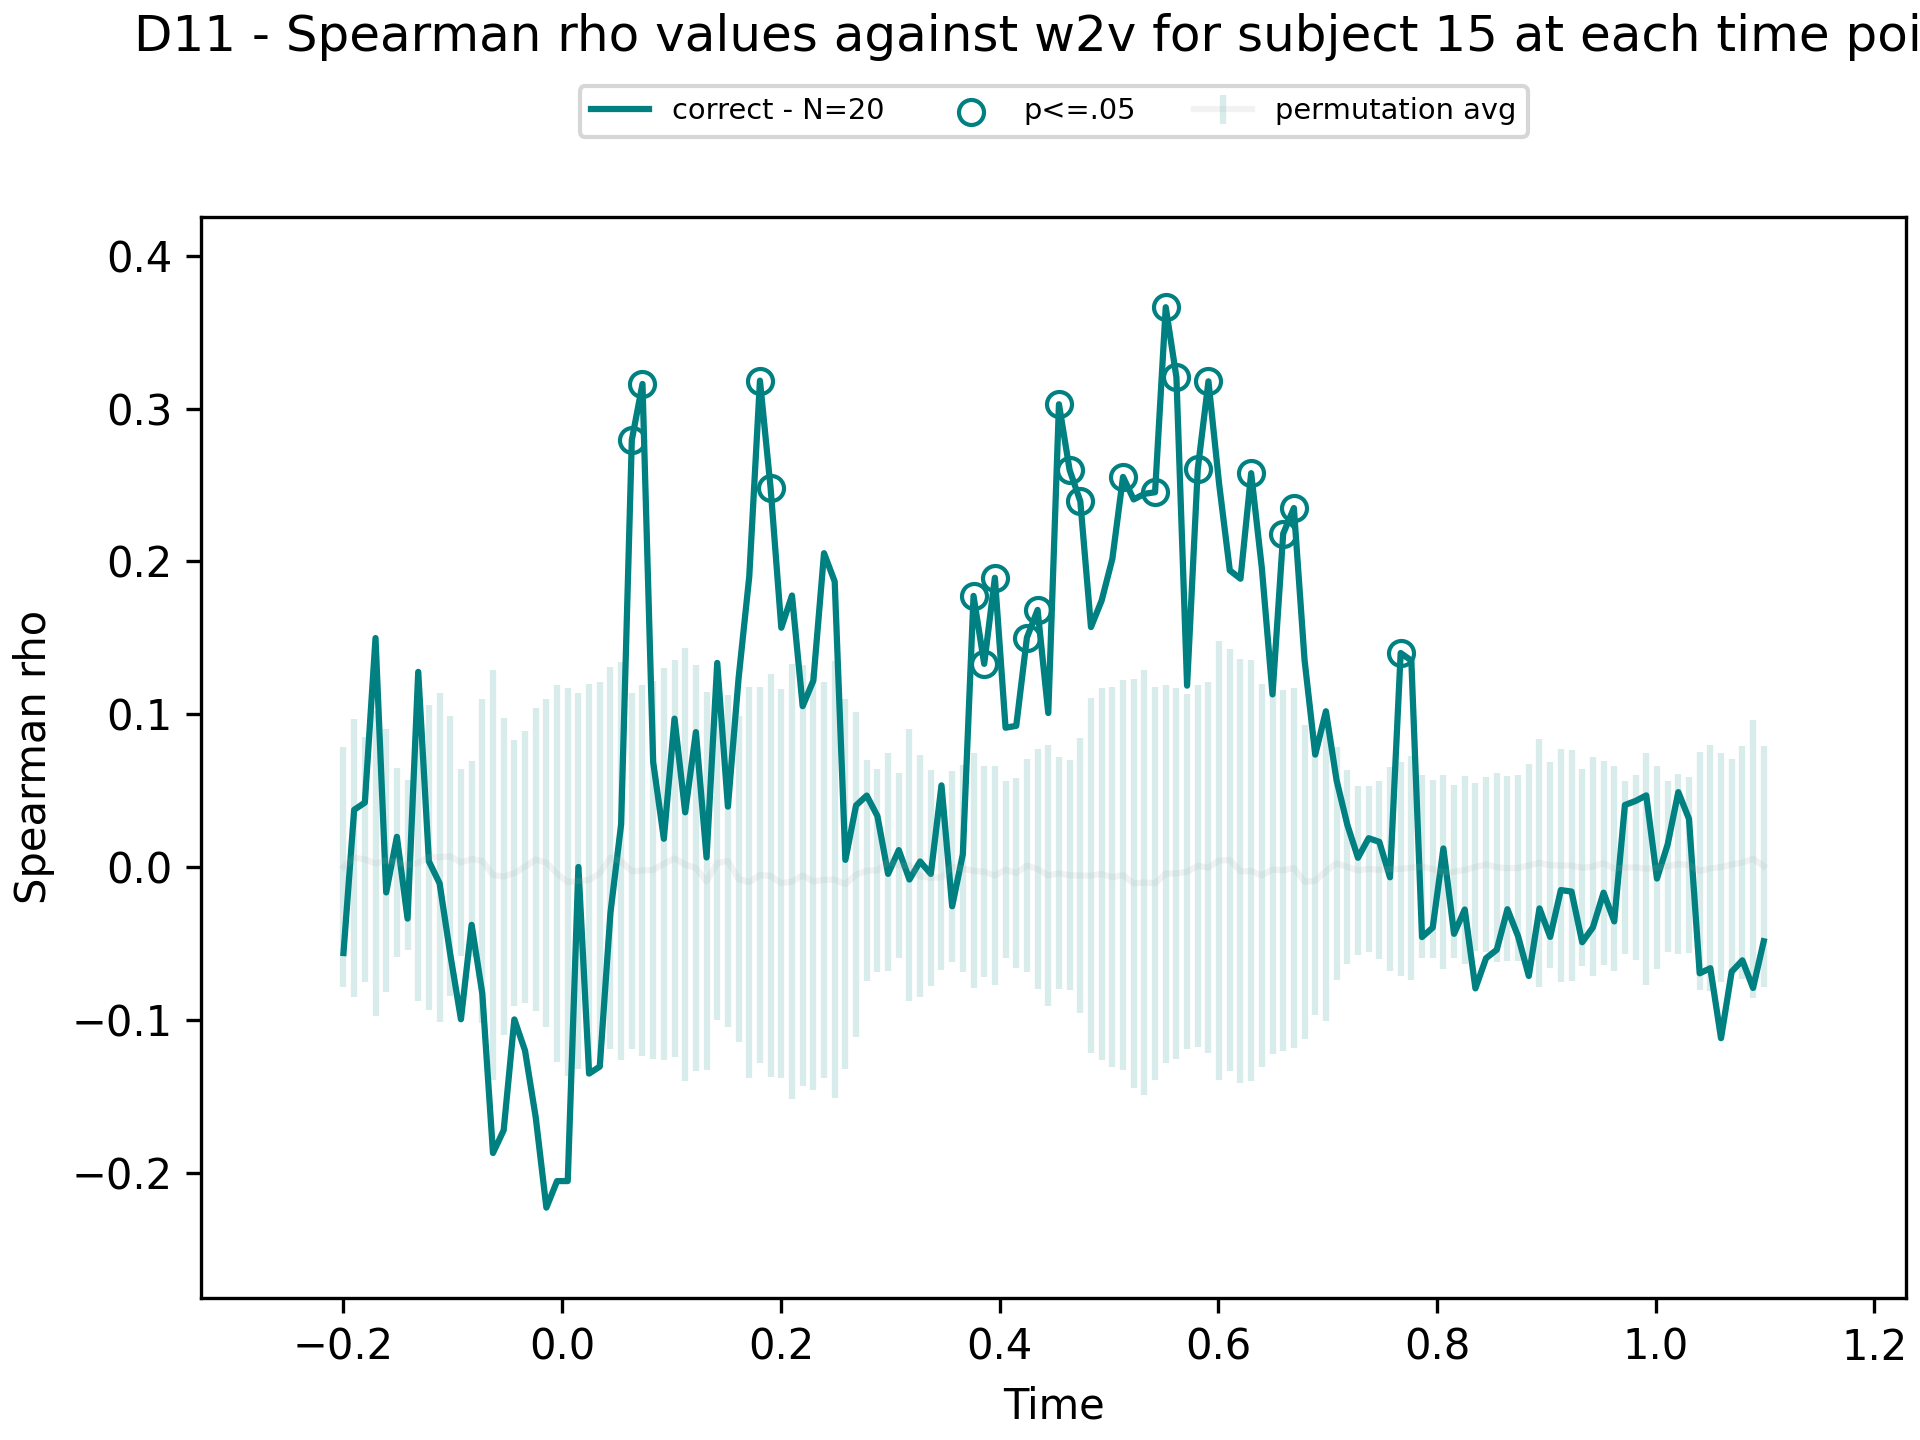 D11 - Spearman rho values against w2v for subject 15 at each time poi
correct - N=20 p<=.05 permutation avg
0.4
0.3
0.2
0.1
0.0
−0.1
−0.2
Spearman rho
−0.2 0.0 0.2 0.4 0.6 0.8 1.0 1.2
Time